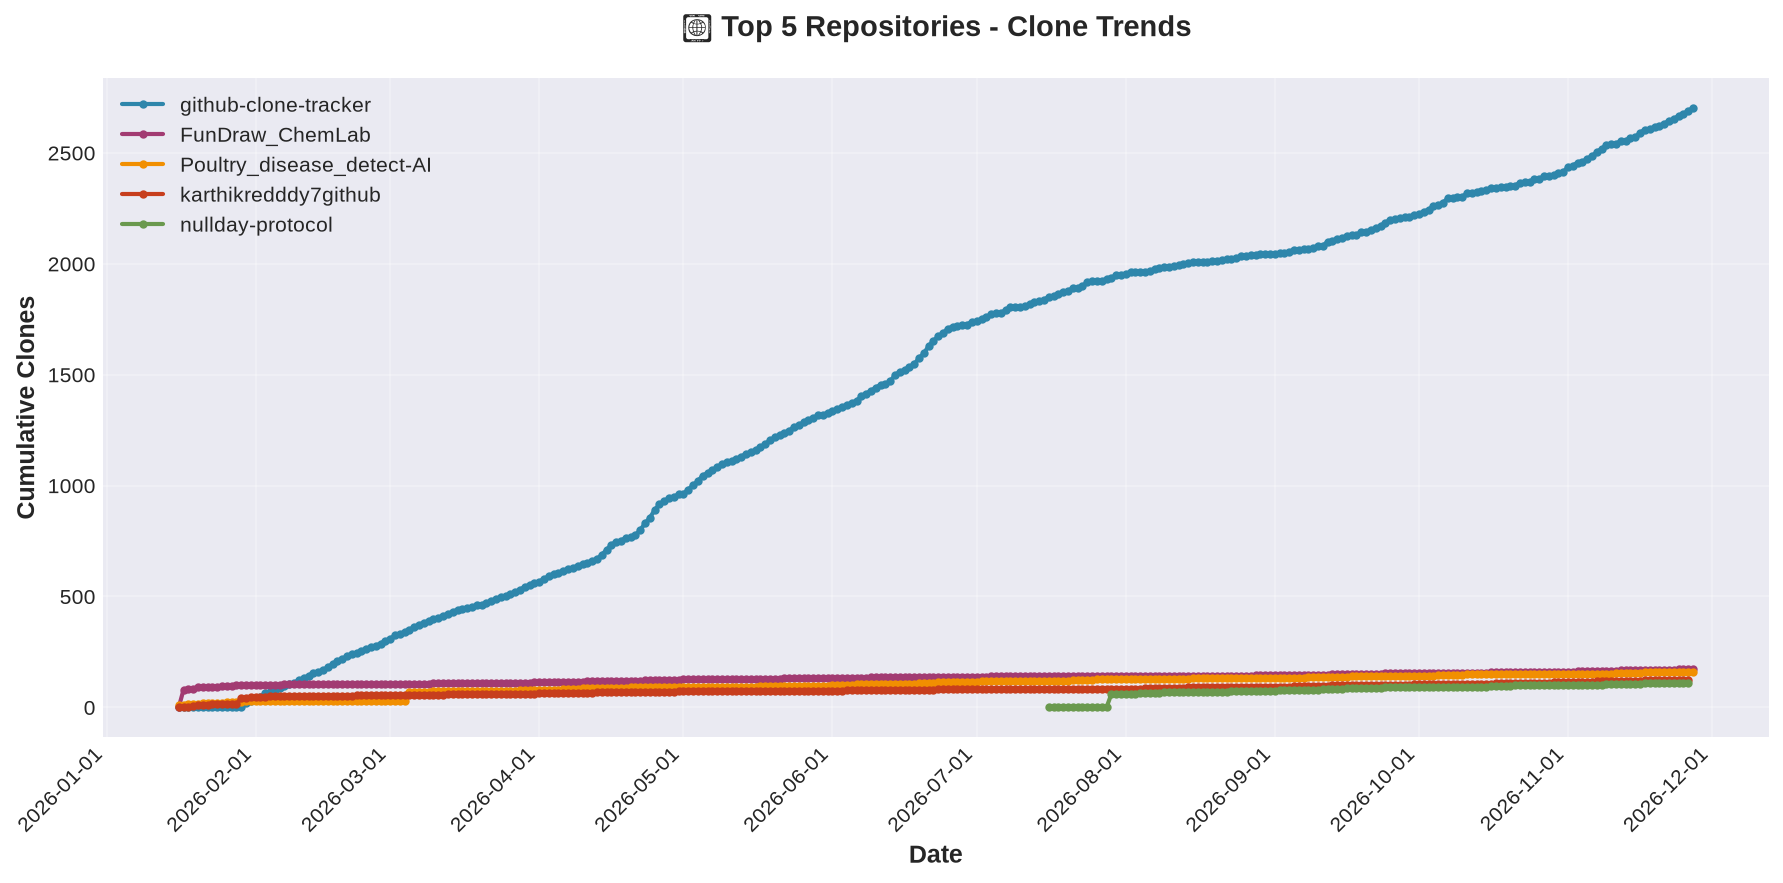 Top 5 Repositories - Clone Trends
github-clone-tracker
FunDraw_ChemLab
Poultry_disease_detect-AI
karthikredddy7github
nullday-protocol
Cumulative Clones
2500
2000
1500
1000
500
0
2026-01-01
2026-02-01
2026-03-01
2026-04-01
2026-05-01
2026-06-01
2026-07-01
2026-08-01
2026-09-01
2026-10-01
2026-11-01
2026-12-01
Date